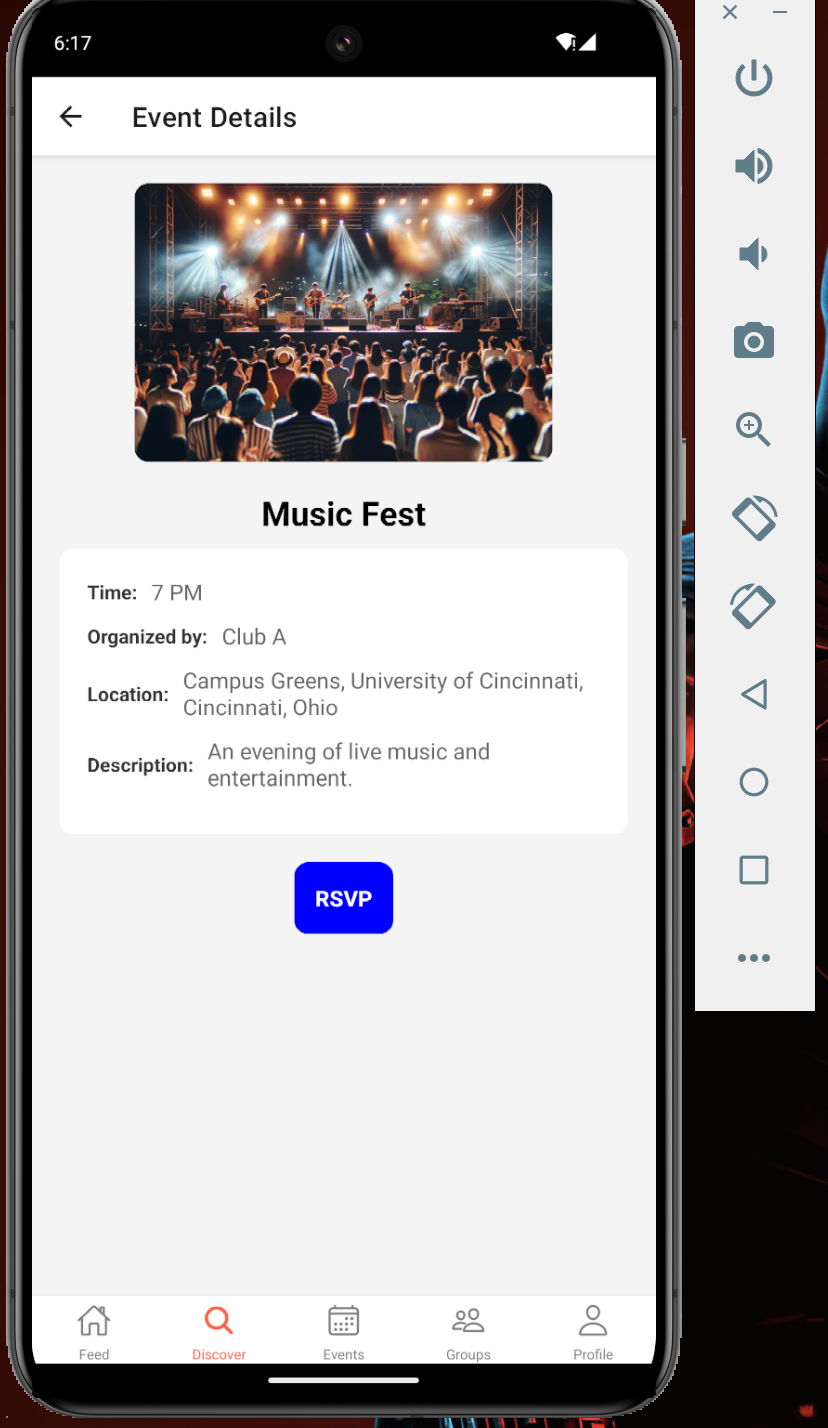 6:17
Event Details
Music Fest
Time: 7 PM
Organized by: Club A
Location: Campus Greens, University of Cincinnati,
Cincinnati, Ohio
Description: An evening of live music and
entertainment.
RSVP
Feed
Discover
Events
Groups
Profile